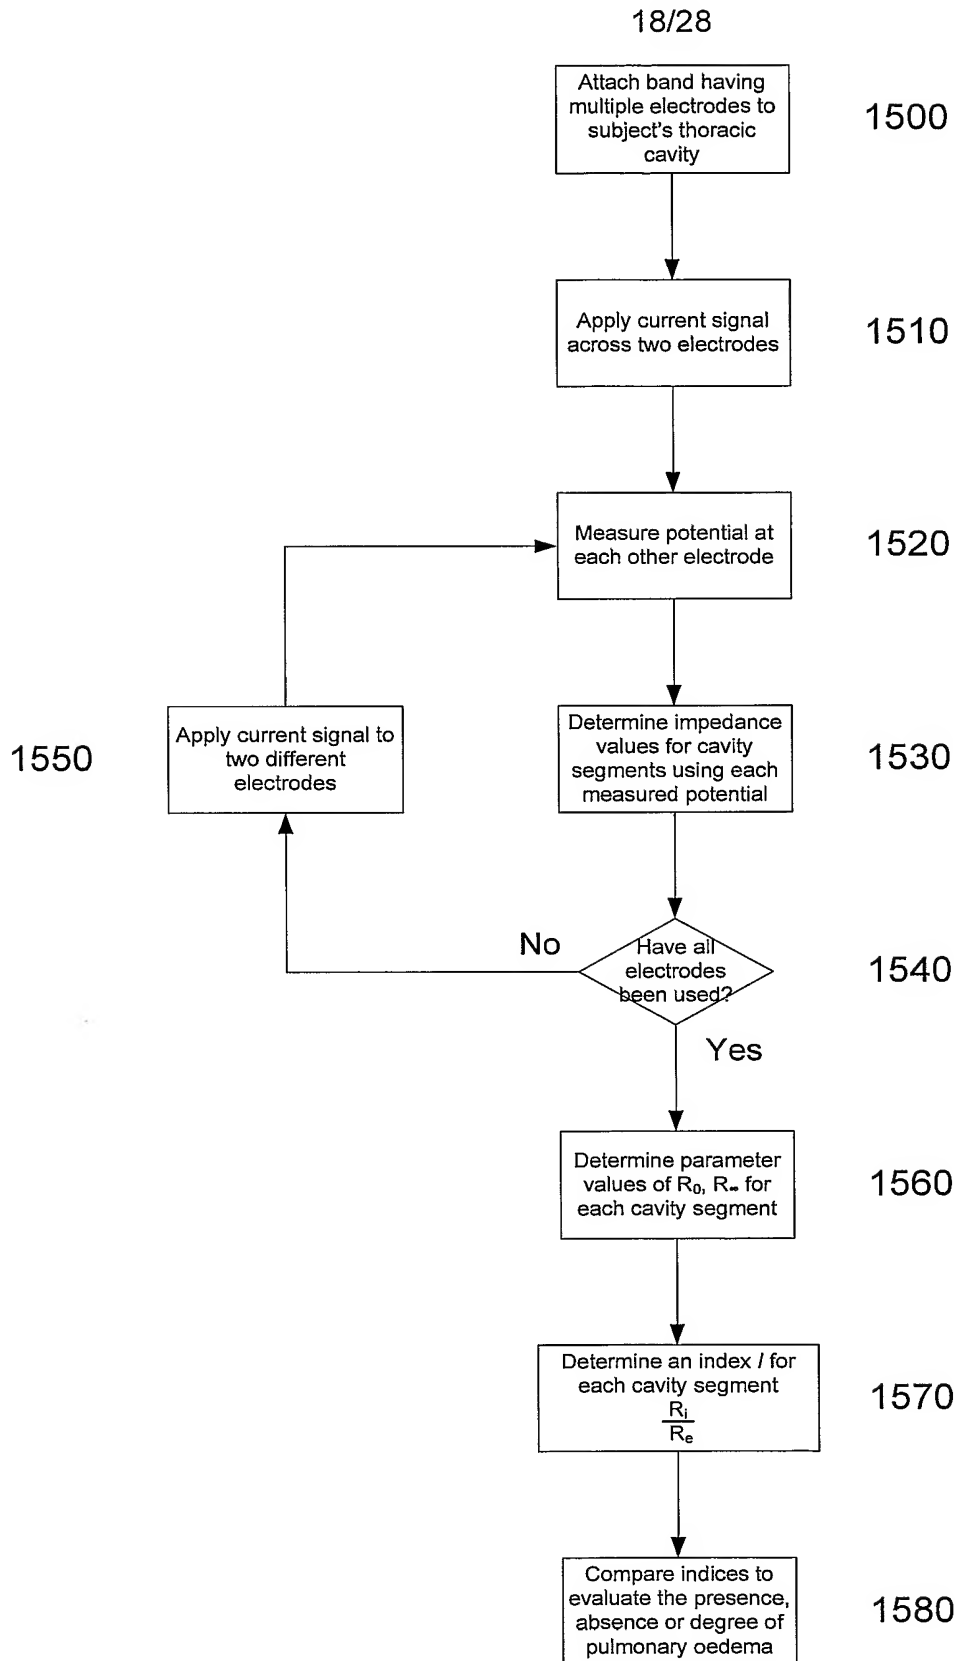 18/28
Attach band having
multiple electrodes to
subject's thoracic
cavity
1500
Apply current signal
across two electrodes
1510
Measure potential at
each other electrode
1520
Determine impedance
values for cavity
segments using each
measured potential
1530
1550
Apply current signal to
two different
electrodes
No
Have all
electrodes
been used?
1540
Yes
Determine parameter
values of R₀, R∞ for
each cavity segment
1560
Determine an index I for
each cavity segment
Rᵢ
Rₑ
1570
Compare indices to
evaluate the presence,
absence or degree of
pulmonary oedema
1580